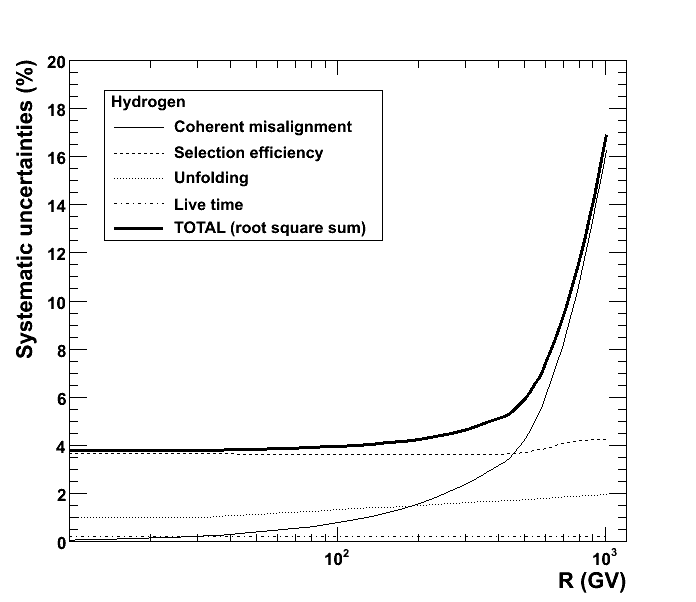 Systematic uncertainties (%)
20
18
16
14
12
10
8
6
4
2
0
Hydrogen
Coherent misalignment
Selection efficiency
Unfolding
Live time
TOTAL (root square sum)
10²
10³
R (GV)